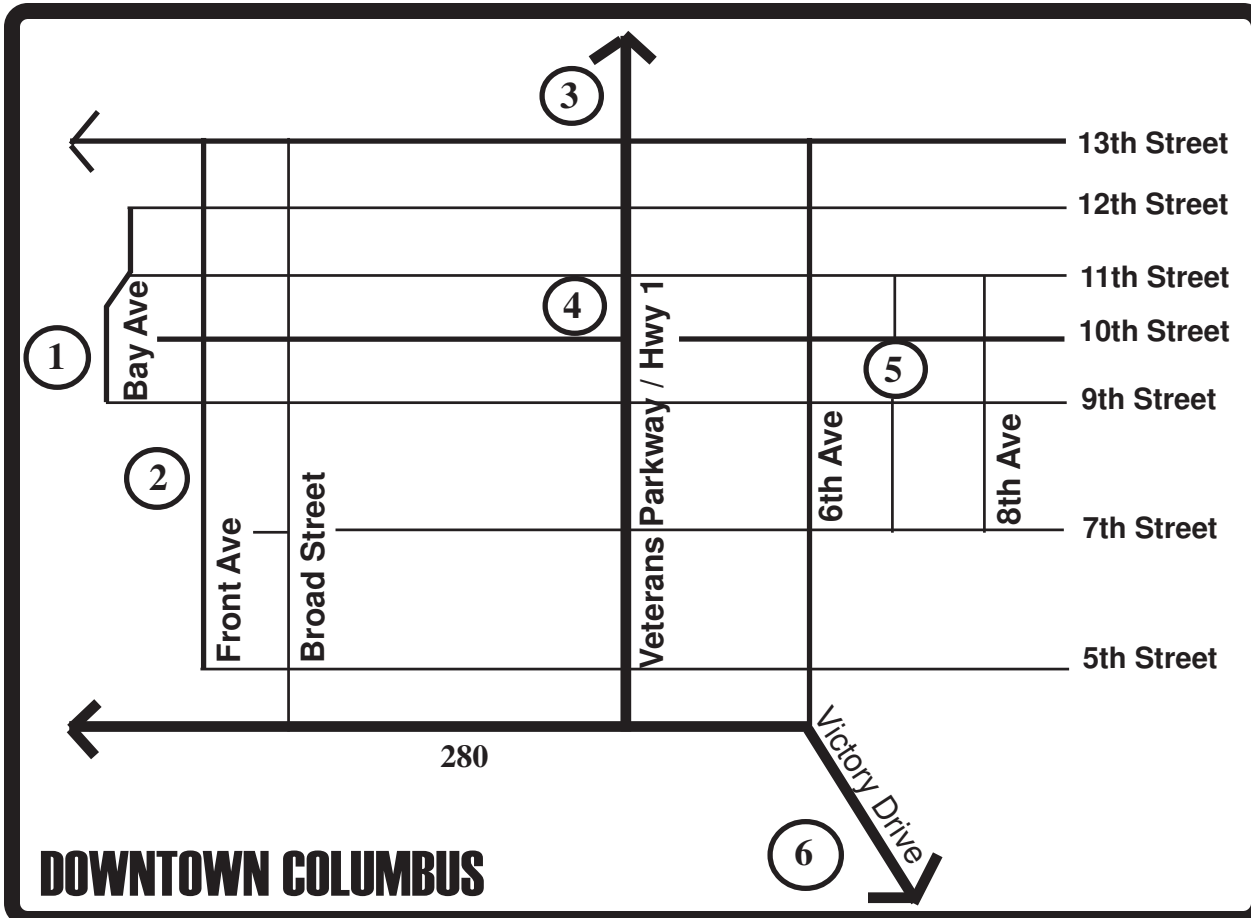 3
13th Street
12th Street
11th Street
4
10th Street
1
Bay Ave
5
9th Street
2
Front Ave
Broad Street
Veterans Parkway / Hwy 1
6th Ave
8th Ave
7th Street
5th Street
280
Victory Drive
6
DOWNTOWN COLUMBUS